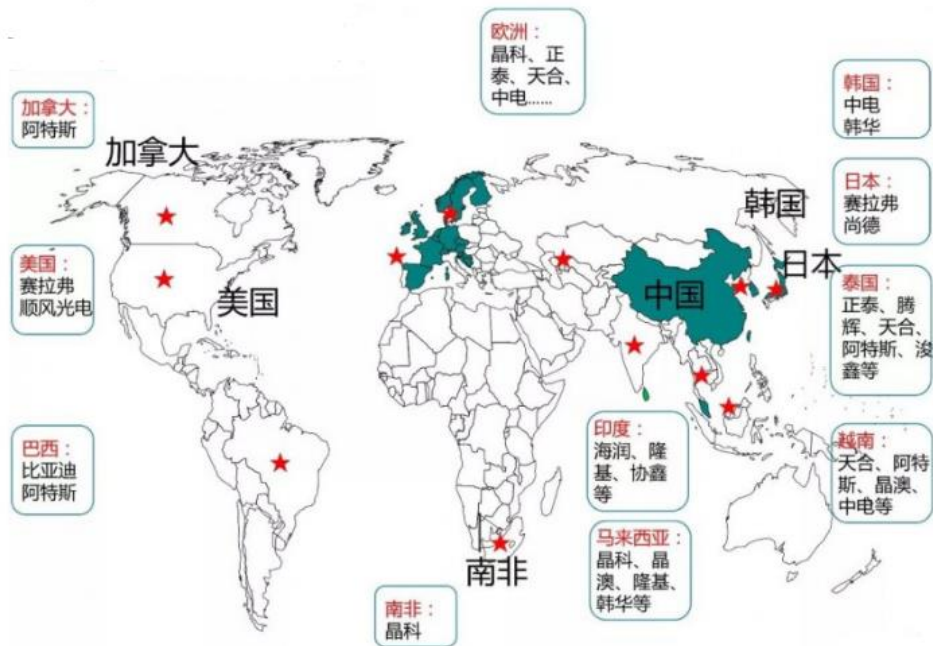 欧洲：
晶科、正
泰、天合、
中电……
加拿大：
阿特斯
韩国：
中电
韩华
加拿大
日本：
赛拉弗
尚德
韩国
美国：
赛拉弗
顺风光电
日本
泰国：
正泰、腾
辉、天合、
阿特斯、浚
鑫等
美国
中国
巴西：
比亚迪
阿特斯
印度：
海润、隆
基、协鑫
等
越南：
天合、阿特
斯、晶澳、
中电等
马来西亚：
晶科、晶
澳、隆基、
韩华等
南非
南非：
晶科